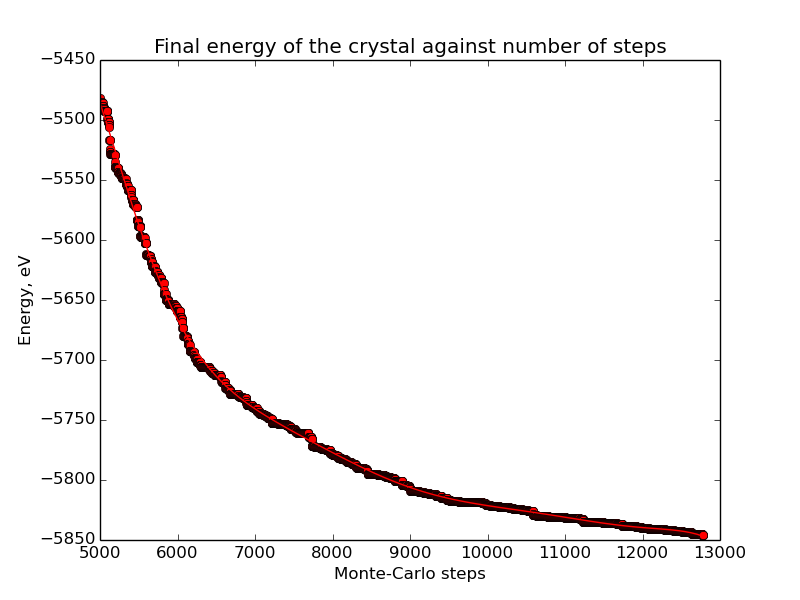 Final energy of the crystal against number of steps
−5450
−5500
−5550
−5600
−5650
−5700
−5750
−5800
−5850
Energy, eV
5000 6000 7000 8000 9000 10000 11000 12000 13000
Monte-Carlo steps